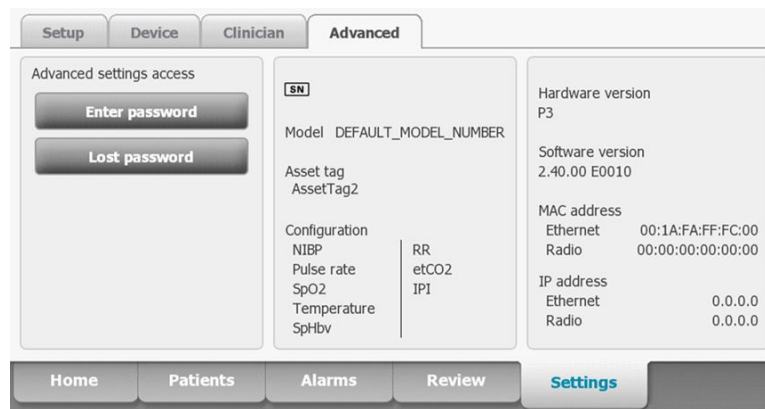 Setup Device Clinician Advanced
Advanced settings access
Enter password
Lost password
SN
Model DEFAULT_MODEL_NUMBER
Asset tag
AssetTag2
Configuration
NIBP
Pulse rate
SpO2
Temperature
SpHbv
RR
etCO2
IPI
Hardware version
P3
Software version
2.40.00 E0010
MAC address
Ethernet 00:1A:FA:FF:FC:00
Radio 00:00:00:00:00:00
IP address
Ethernet 0.0.0.0
Radio 0.0.0.0
Home Patients Alarms Review Settings